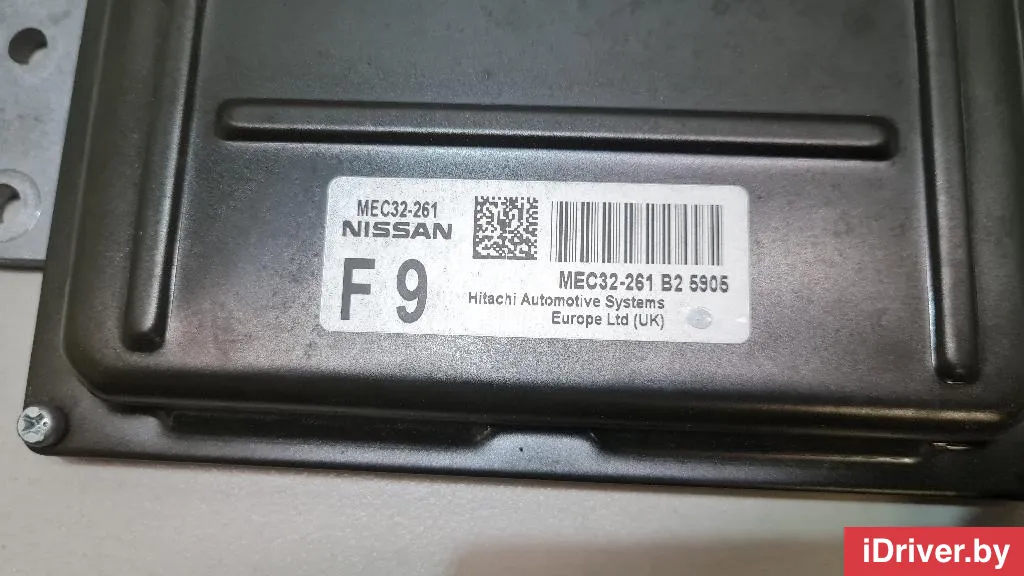 MEC32-261
NISSAN
F 9
MEC32-261 B2 5905
Hitachi Automotive Systems
Europe Ltd (UK)
iDriver.by